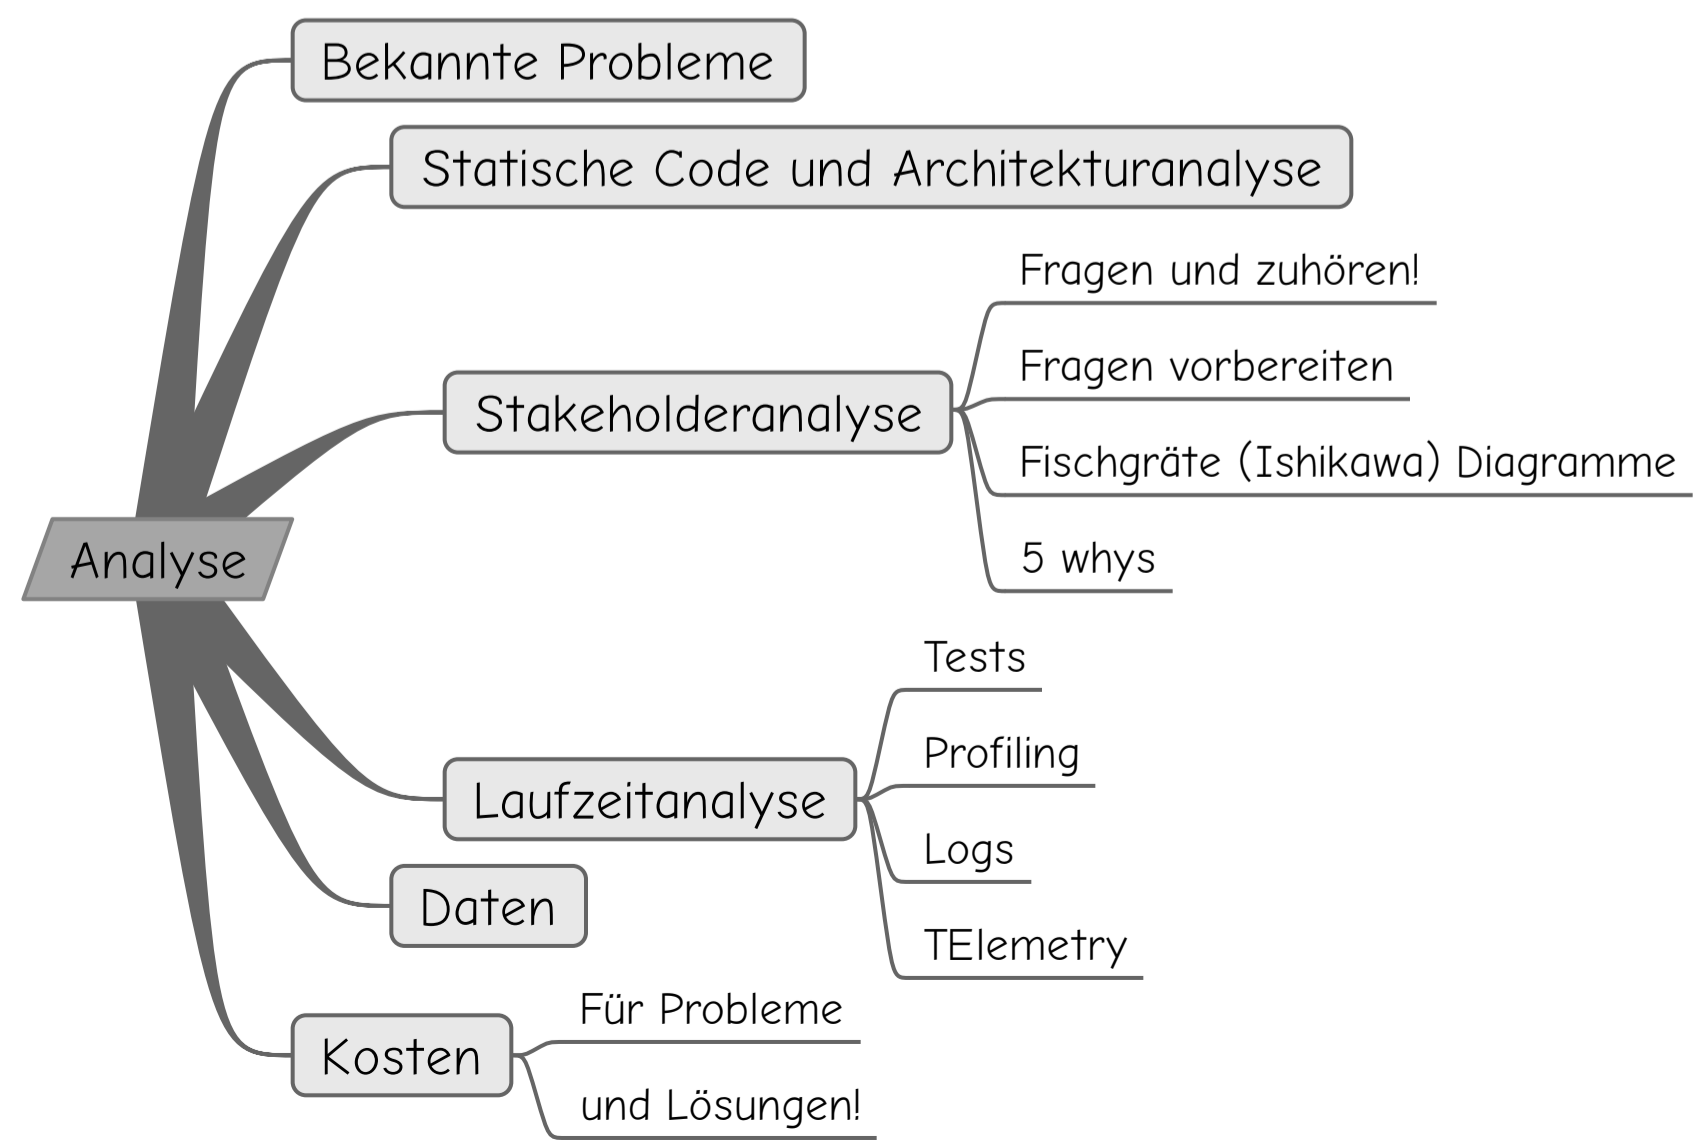 Bekannte Probleme
Statische Code und Architekturanalyse
Fragen und zuhören!
Fragen vorbereiten
Stakeholderanalyse
Fischgräte (Ishikawa) Diagramme
5 whys
Analyse
Tests
Profiling
Laufzeitanalyse
Logs
TElemetry
Daten
Für Probleme
Kosten
und Lösungen!